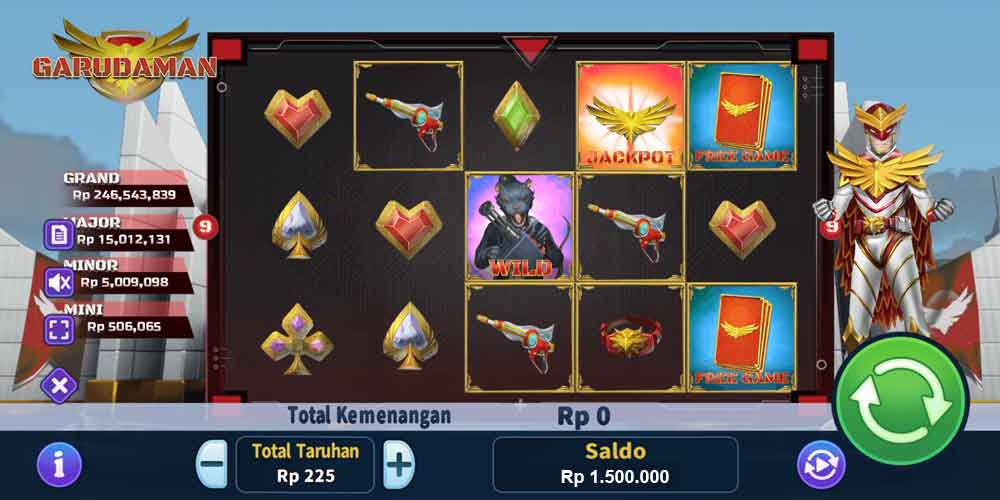 GARUDAMAN
GRAND
Rp 246,543,839
MAJOR
Rp 15,012,131
MINOR
Rp 5,009,098
MINI
Rp 506,065
9
9
JACKPOT
FREE GAME
WILD
FREE GAME
Total Kemenangan
Rp 0
i
Total Taruhan
Rp 225
Saldo
Rp 1.500.000